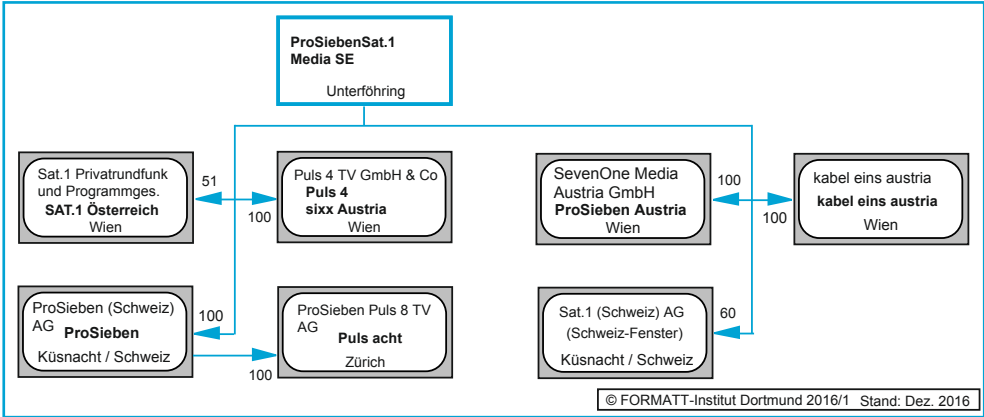 ProSiebenSat.1
Media SE
Unterföhring
Sat.1 Privatrundfunk
und Programmges.
SAT.1 Österreich
Wien
51
100
Puls 4 TV GmbH & Co
Puls 4
sixx Austria
Wien
SevenOne Media
Austria GmbH
ProSieben Austria
Wien
100
100
kabel eins austria
kabel eins austria
Wien
ProSieben (Schweiz)
AG
ProSieben
Küsnacht / Schweiz
100
100
ProSieben Puls 8 TV
AG
Puls acht
Zürich
Sat.1 (Schweiz) AG
(Schweiz-Fenster)
Küsnacht / Schweiz
60
© FORMATT-Institut Dortmund 2016/1 Stand: Dez. 2016